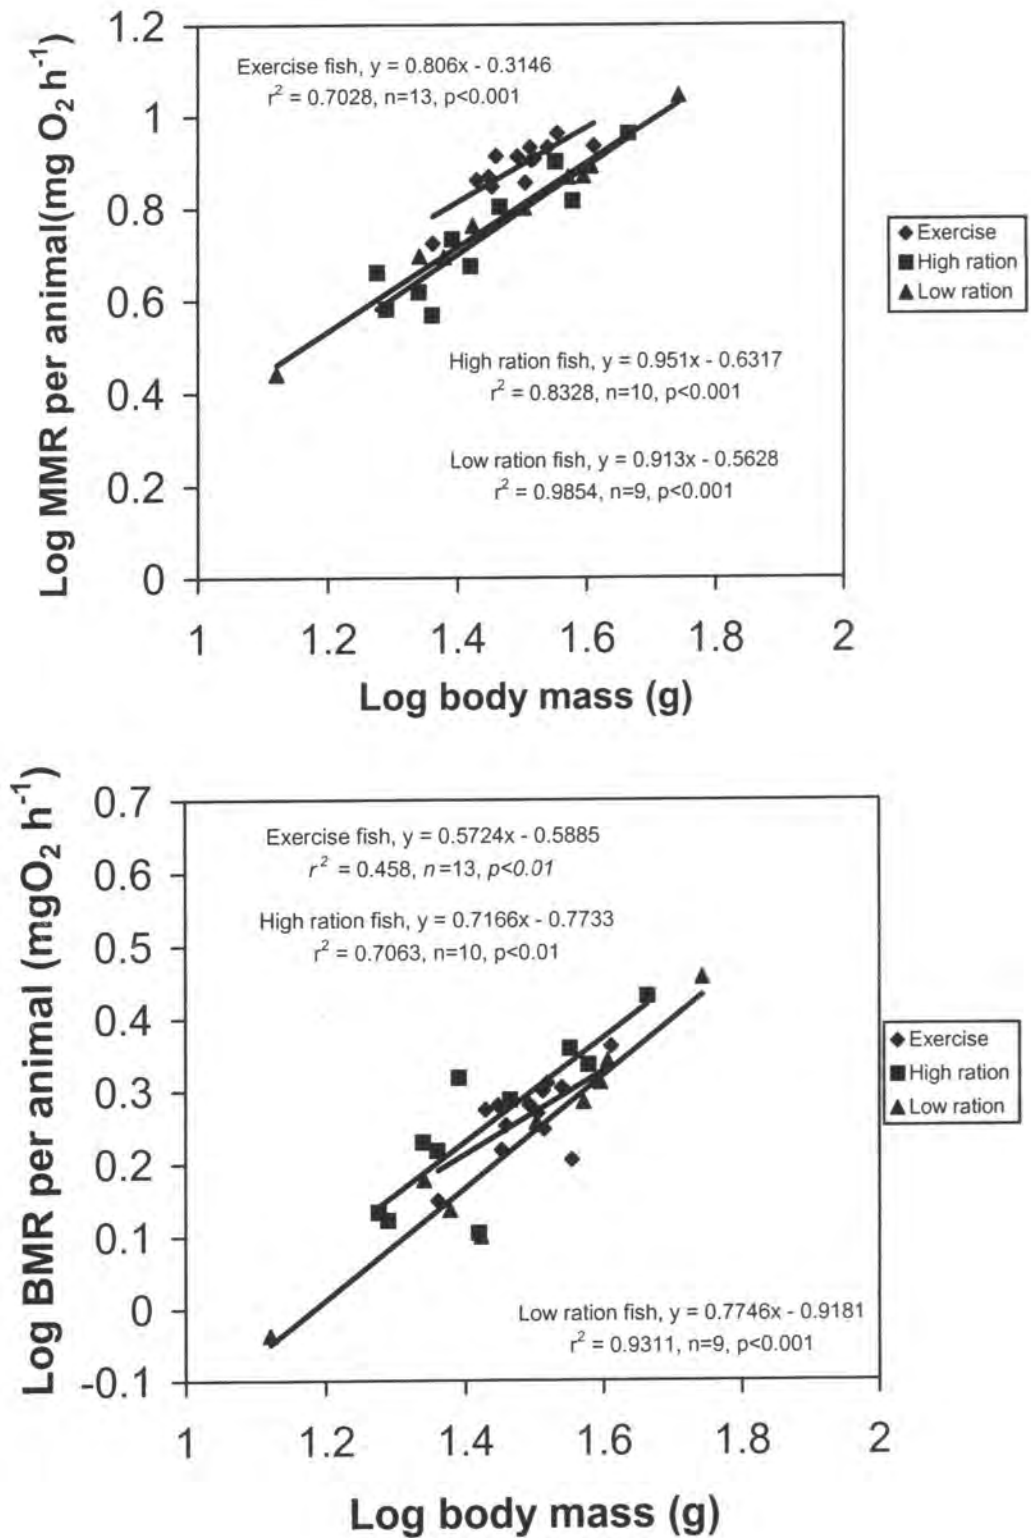 Log MMR per animal(mg O₂ h⁻¹)
1.2
1
0.8
0.6
0.4
0.2
0
Exercise fish, y = 0.806x - 0.3146
r² = 0.7028, n=13, p<0.001
High ration fish, y = 0.951x - 0.6317
r² = 0.8328, n=10, p<0.001
Low ration fish, y = 0.913x - 0.5628
r² = 0.9854, n=9, p<0.001
Exercise
High ration
Low ration
1 1.2 1.4 1.6 1.8 2
Log body mass (g)
Log BMR per animal (mgO₂ h⁻¹)
0.7
0.6
0.5
0.4
0.3
0.2
0.1
0
-0.1
Exercise fish, y = 0.5724x - 0.5885
r² = 0.458, n=13, p<0.01
High ration fish, y = 0.7166x - 0.7733
r² = 0.7063, n=10, p<0.01
Low ration fish, y = 0.7746x - 0.9181
r² = 0.9311, n=9, p<0.001
Exercise
High ration
Low ration
1 1.2 1.4 1.6 1.8 2
Log body mass (g)